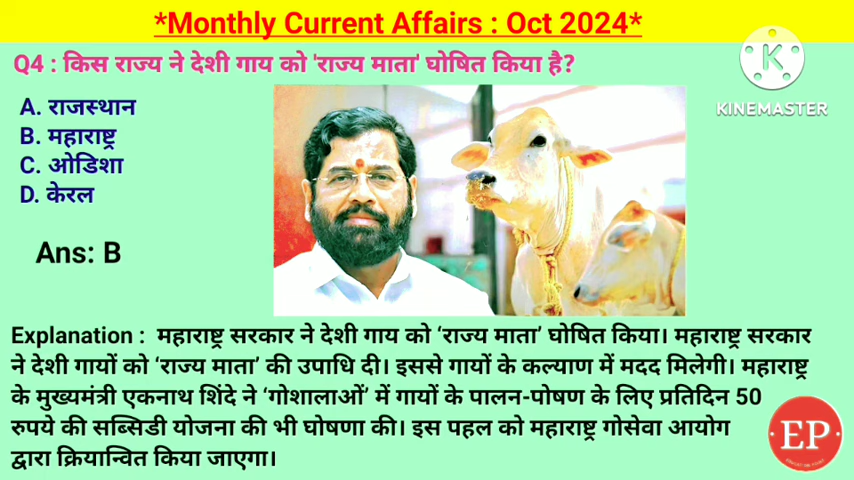 *Monthly Current Affairs : Oct 2024*
Q4 : किस राज्य ने देशी गाय को 'राज्य माता' घोषित किया है?
A. राजस्थान
B. महाराष्ट्र
C. ओडिशा
D. केरल
Ans: B
KINEMASTER
Explanation : महाराष्ट्र सरकार ने देशी गाय को ‘राज्य माता’ घोषित किया। महाराष्ट्र सरकार
ने देशी गायों को ‘राज्य माता’ की उपाधि दी। इससे गायों के कल्याण में मदद मिलेगी। महाराष्ट्र
के मुख्यमंत्री एकनाथ शिंदे ने ‘गोशालाओं’ में गायों के पालन-पोषण के लिए प्रतिदिन 50
रुपये की सब्सिडी योजना की भी घोषणा की। इस पहल को महाराष्ट्र गोसेवा आयोग
द्वारा क्रियान्वित किया जाएगा।
EP